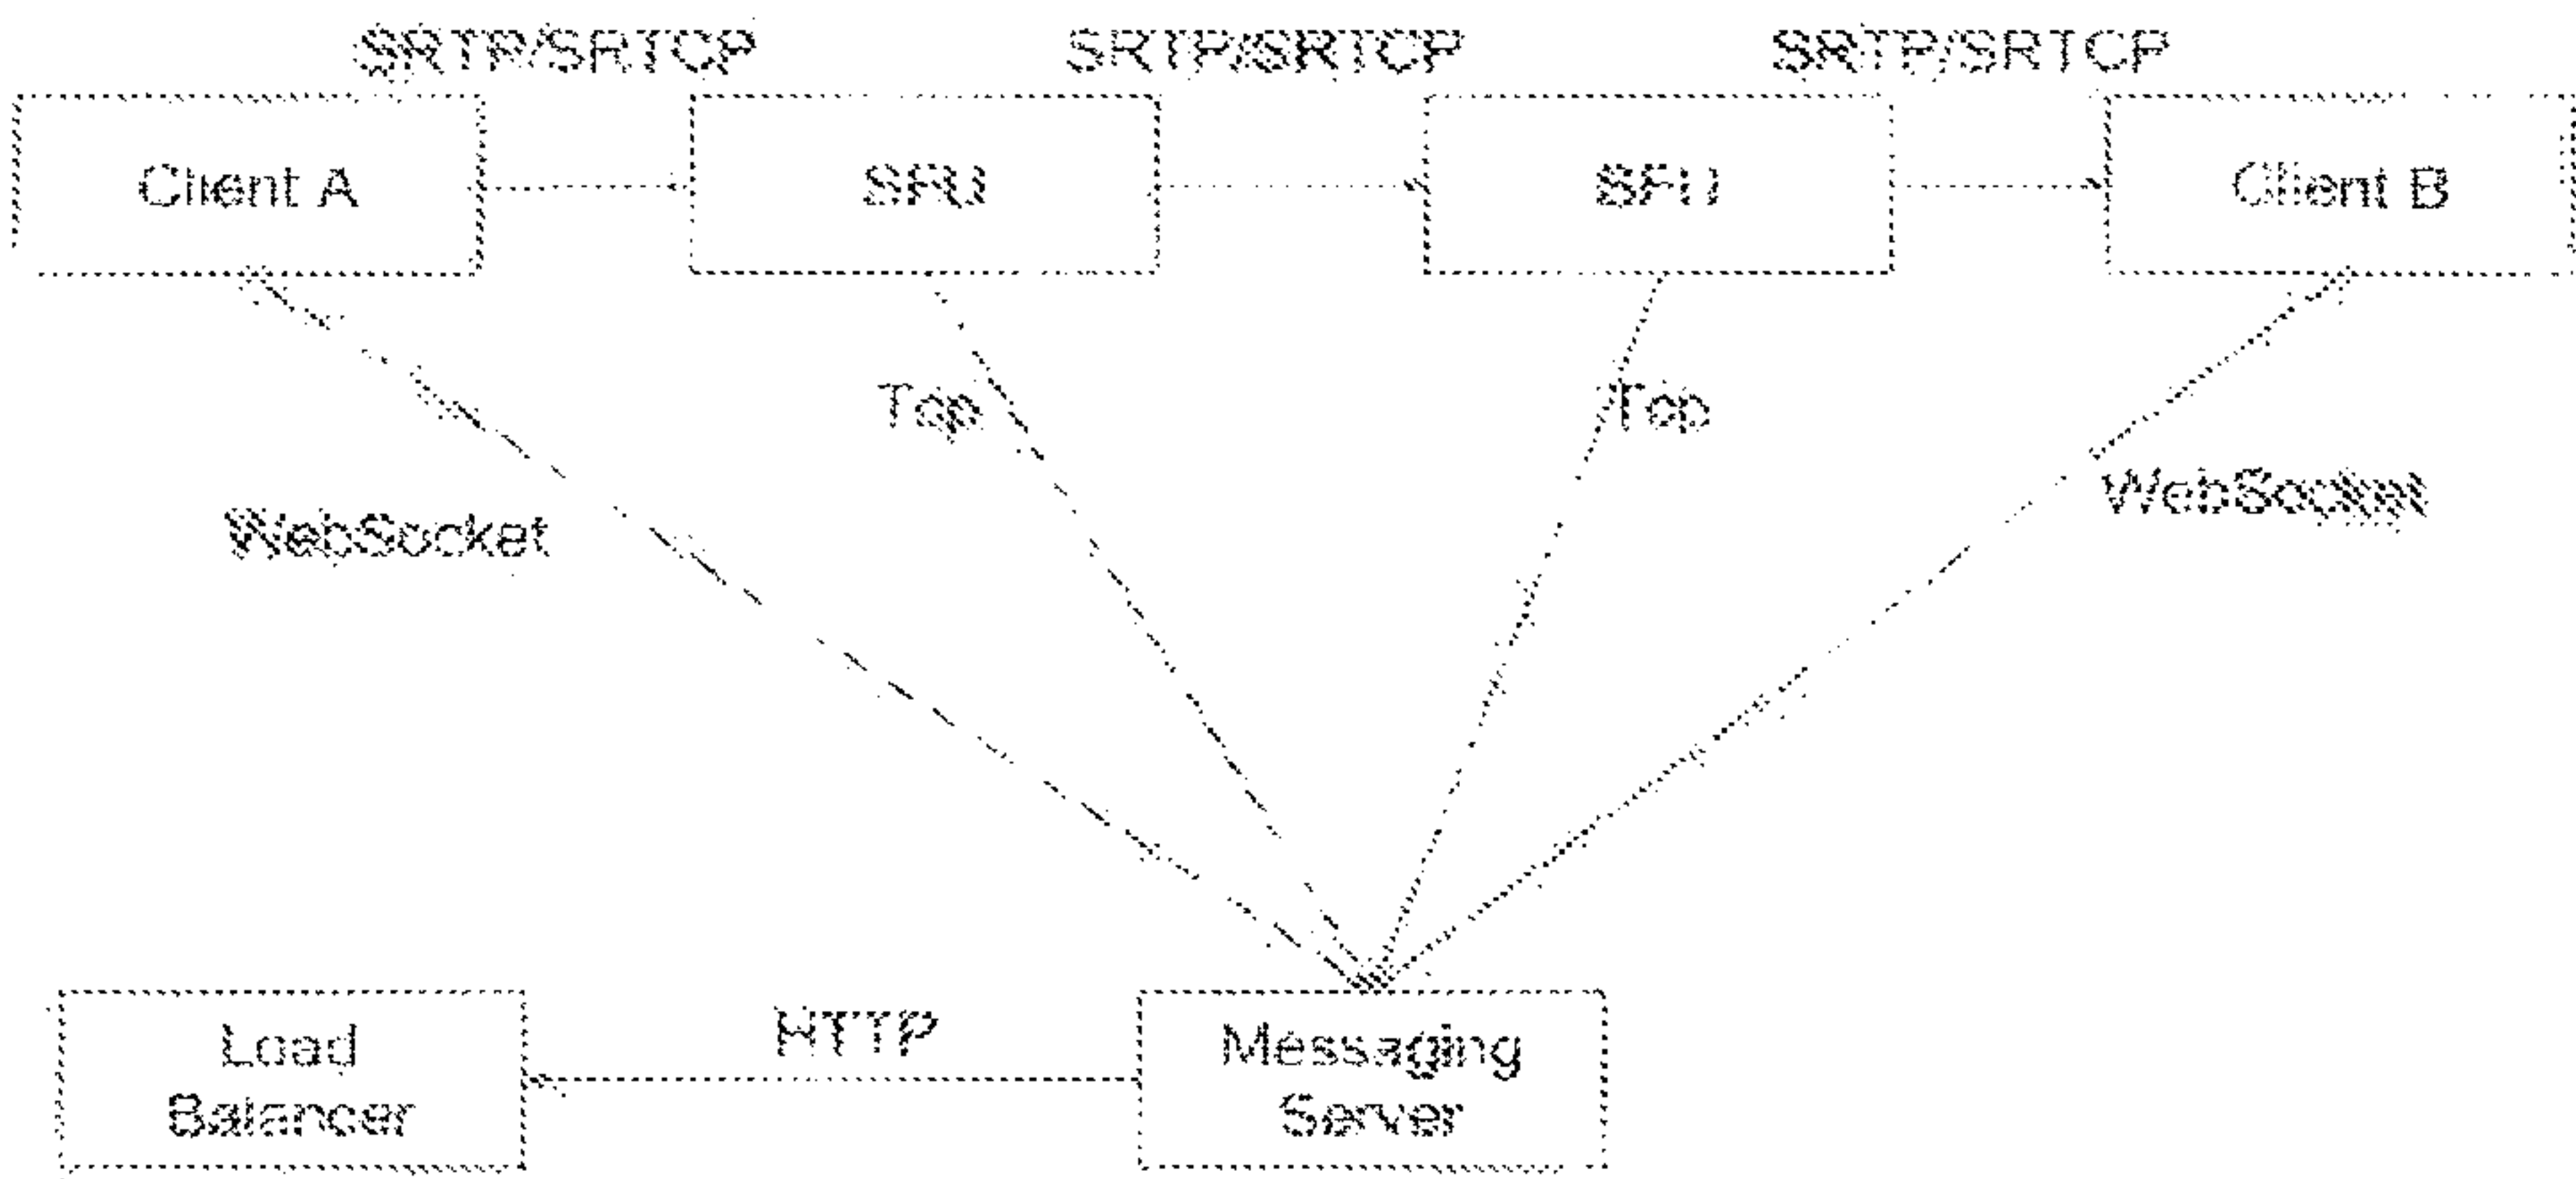 SRTP/SRTCP
SRTP/SRTCP
SRTP/SRTCP
Client A
SFU
SFU
Client B
Tcp
Tcp
WebSocket
WebSocket
HTTP
Load
Balancer
Messaging
Server